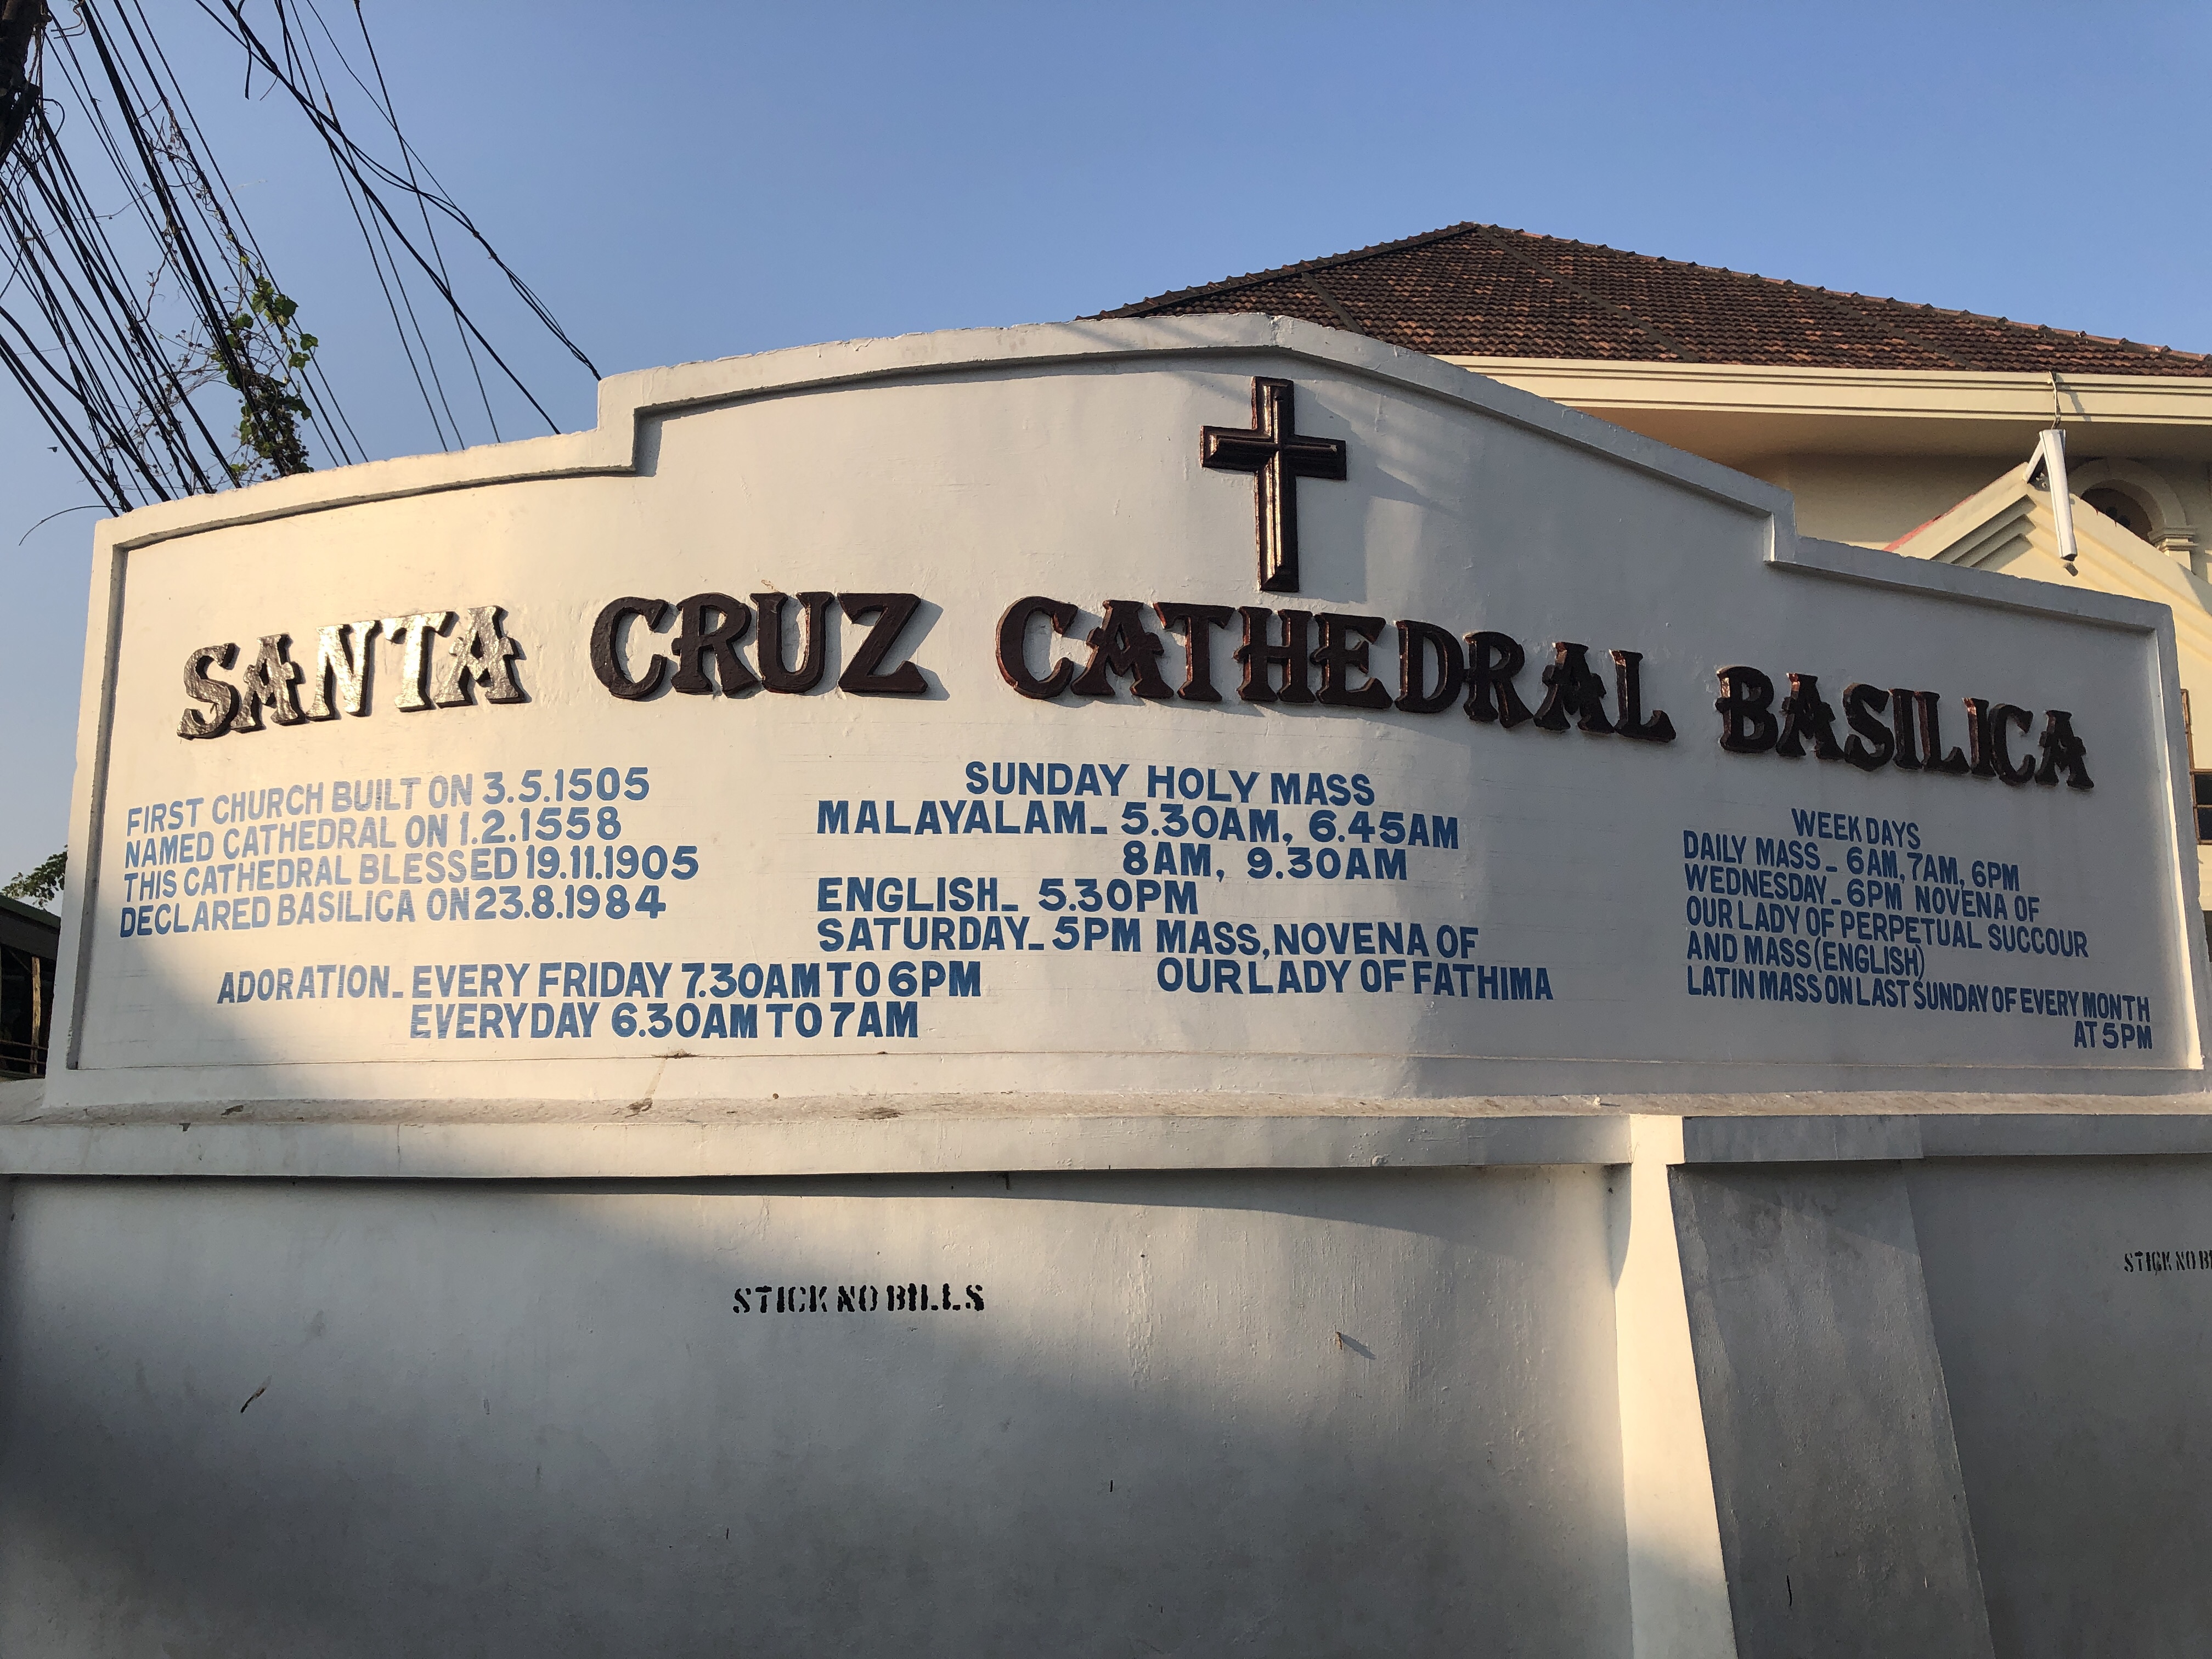 SANTA CRUZ CATHEDRAL BASILICA
FIRST CHURCH BUILT ON 3.5.1505
NAMED CATHEDRAL ON 1.2.1558
THIS CATHEDRAL BLESSED 19.11.1905
DECLARED BASILICA ON 23.8.1984
ADORATION_ EVERY FRIDAY 7.30AM TO 6PM
EVERYDAY 6.30AM TO 7AM
SUNDAY HOLY MASS
MALAYALAM_ 5.30AM, 6.45AM
8AM, 9.30AM
ENGLISH_ 5.30PM
SATURDAY_ 5PM MASS, NOVENA OF
OUR LADY OF FATHIMA
WEEK DAYS
DAILY MASS_ 6AM, 7AM, 6PM
WEDNESDAY_ 6PM NOVENA OF
OUR LADY OF PERPETUAL SUCCOUR
AND MASS (ENGLISH)
LATIN MASS ON LAST SUNDAY OF EVERY MONTH
AT 5PM
STICK NO BILLS
STICK NO